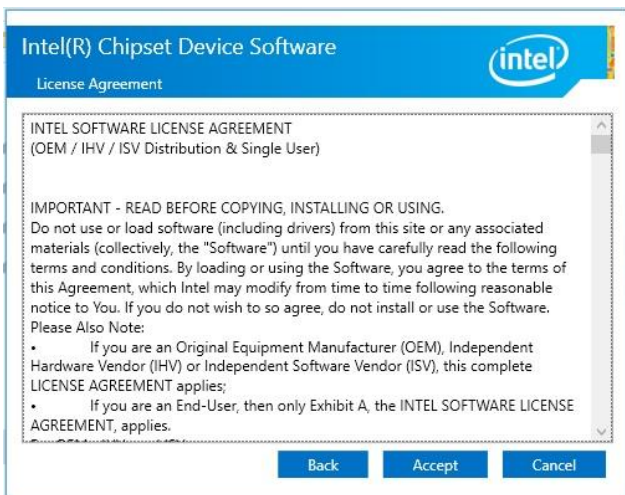 Intel(R) Chipset Device Software
intel
License Agreement
INTEL SOFTWARE LICENSE AGREEMENT
(OEM / IHV / ISV Distribution & Single User)
IMPORTANT - READ BEFORE COPYING, INSTALLING OR USING.
Do not use or load software (including drivers) from this site or any associated
materials (collectively, the "Software") until you have carefully read the following
terms and conditions. By loading or using the Software, you agree to the terms of
this Agreement, which Intel may modify from time to time following reasonable
notice to You. If you do not wish to so agree, do not install or use the Software.
Please Also Note:
• If you are an Original Equipment Manufacturer (OEM), Independent
Hardware Vendor (IHV) or Independent Software Vendor (ISV), this complete
LICENSE AGREEMENT applies;
• If you are an End-User, then only Exhibit A, the INTEL SOFTWARE LICENSE
AGREEMENT, applies.
Back Accept Cancel